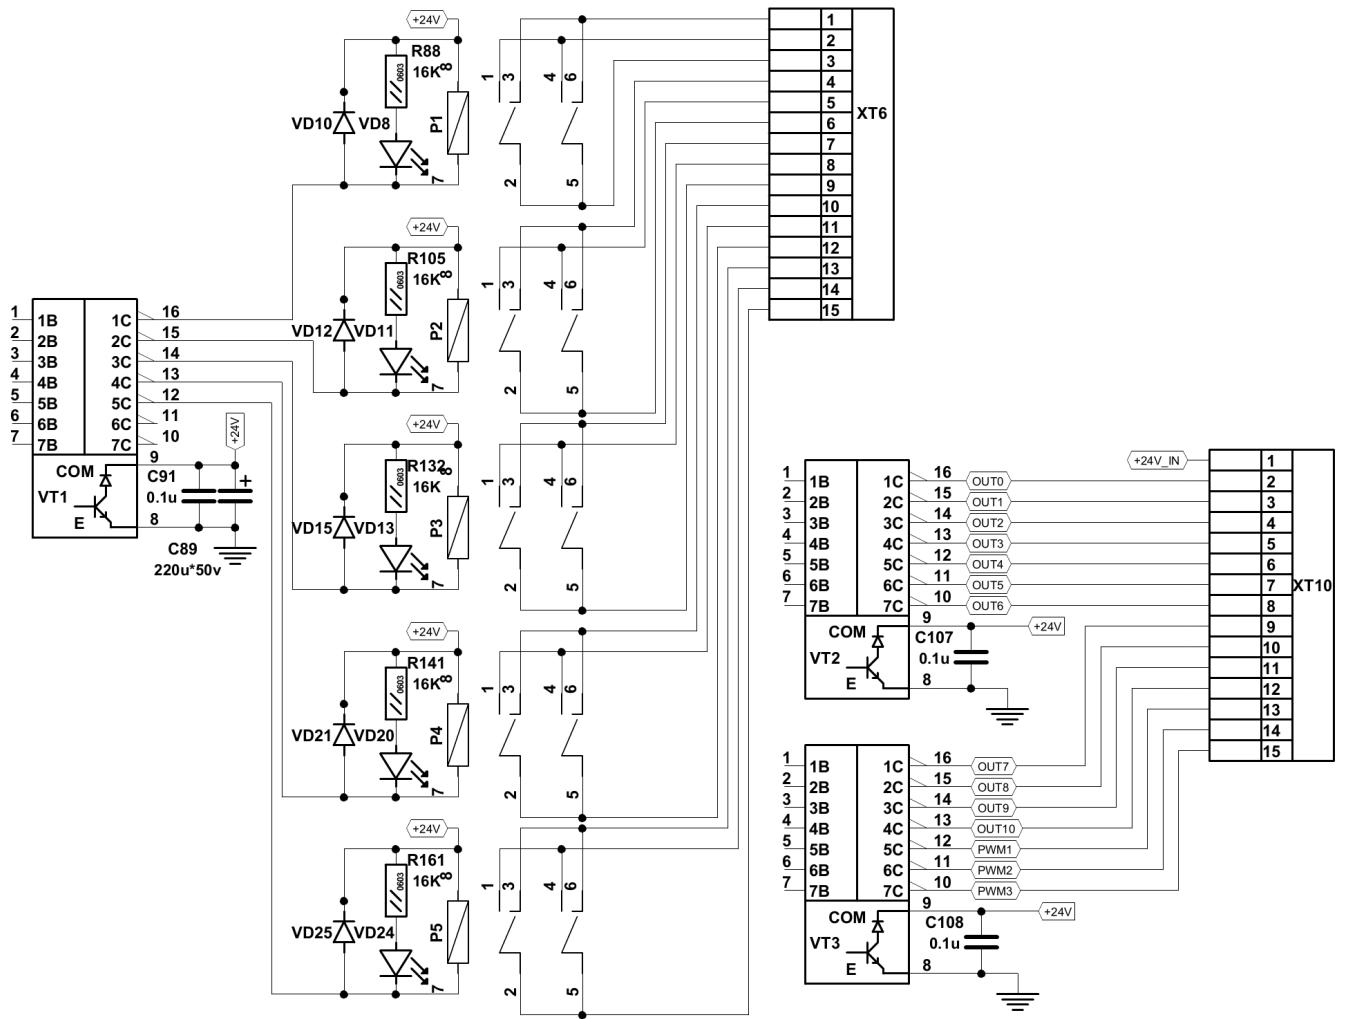 +24V
R88
16K
0603
8
VD10
VD8
P1
7
1
3
4
6
2
5
+24V
R105
16K
0603
8
VD12
VD11
P2
7
1
3
4
6
2
5
+24V
R132
16K
0603
8
VD15
VD13
P3
7
1
3
4
6
2
5
+24V
R141
16K
0603
8
VD21
VD20
P4
7
1
3
4
6
2
5
+24V
R161
16K
0603
8
VD25
VD24
P5
7
1
3
4
6
2
5
1
2
3
4
5
6
7
8
9
10
11
12
13
14
15
XT6
1 1B 1C 16
2 2B 2C 15
3 3B 3C 14
4 4B 4C 13
5 5B 5C 12
6 6B 6C 11
7 7B 7C 10
COM 9
VT1
E 8
+24V
C91
0.1u
+
C89
220u*50v
1 1B 1C 16 OUT0
2 2B 2C 15 OUT1
3 3B 3C 14 OUT2
4 4B 4C 13 OUT3
5 5B 5C 12 OUT4
6 6B 6C 11 OUT5
7 7B 7C 10 OUT6
COM 9
VT2
E 8
C107
0.1u
+24V
1 1B 1C 16 OUT7
2 2B 2C 15 OUT8
3 3B 3C 14 OUT9
4 4B 4C 13 OUT10
5 5B 5C 12 PWM1
6 6B 6C 11 PWM2
7 7B 7C 10 PWM3
COM 9
VT3
E 8
C108
0.1u
+24V
+24V_IN
1
2
3
4
5
6
7
8
9
10
11
12
13
14
15
XT10